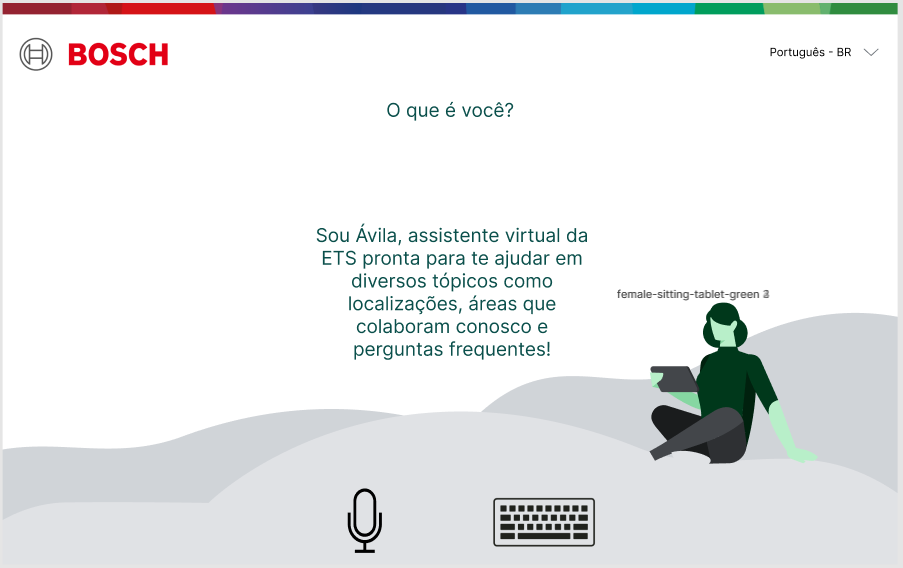 BOSCH
Português - BR
O que é você?
Sou Ávila, assistente virtual da
ETS pronta para te ajudar em
diversos tópicos como
localizações, áreas que
colaboram conosco e
perguntas frequentes!
female-sitting-tablet-green